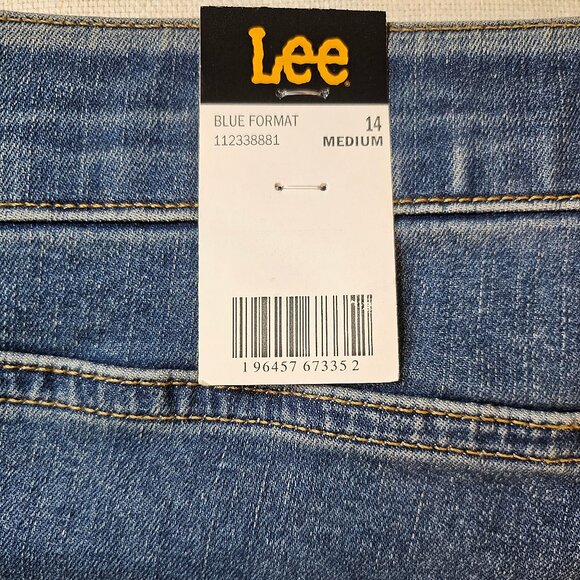 Lee
BLUE FORMAT 14
112338881 MEDIUM
1 96457 67335 2